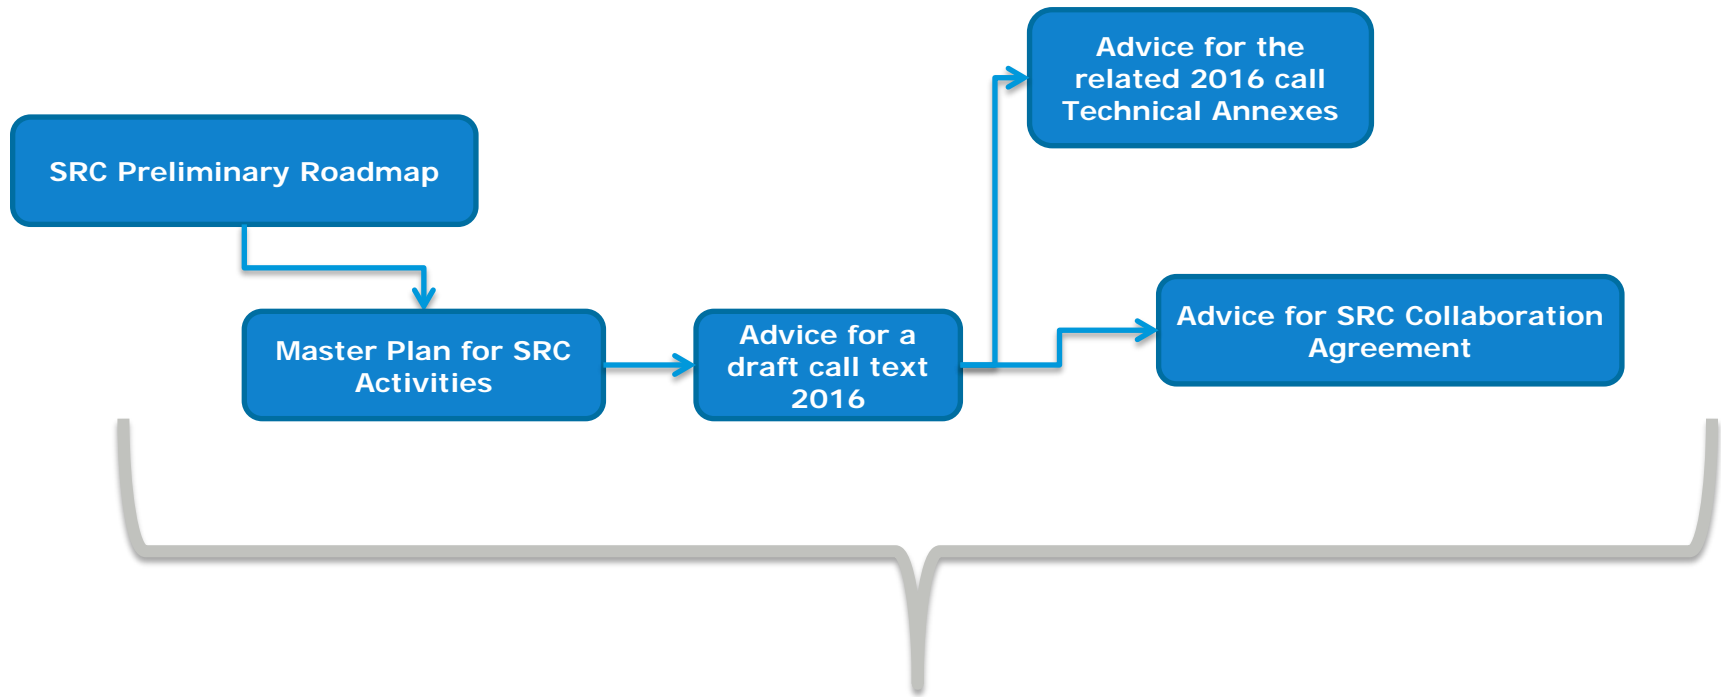 SRC Preliminary Roadmap
Master Plan for SRC
Activities
Advice for a
draft call text
2016
Advice for the
related 2016 call
Technical Annexes
Advice for SRC Collaboration
Agreement